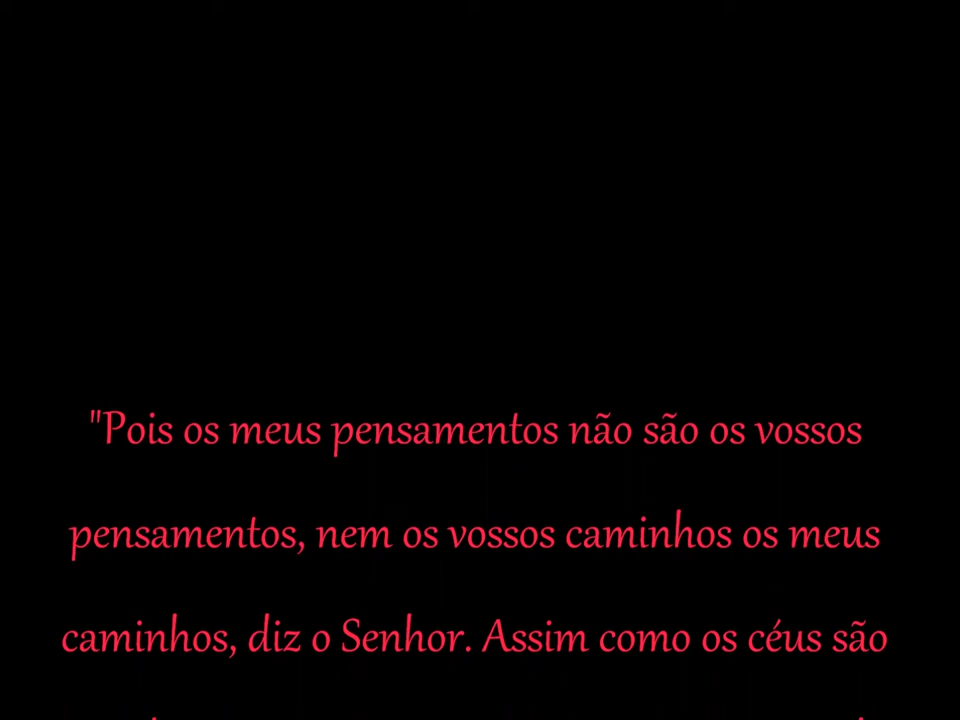 "Pois os meus pensamentos não são os vossos
pensamentos, nem os vossos caminhos os meus
caminhos, diz o Senhor. Assim como os céus são